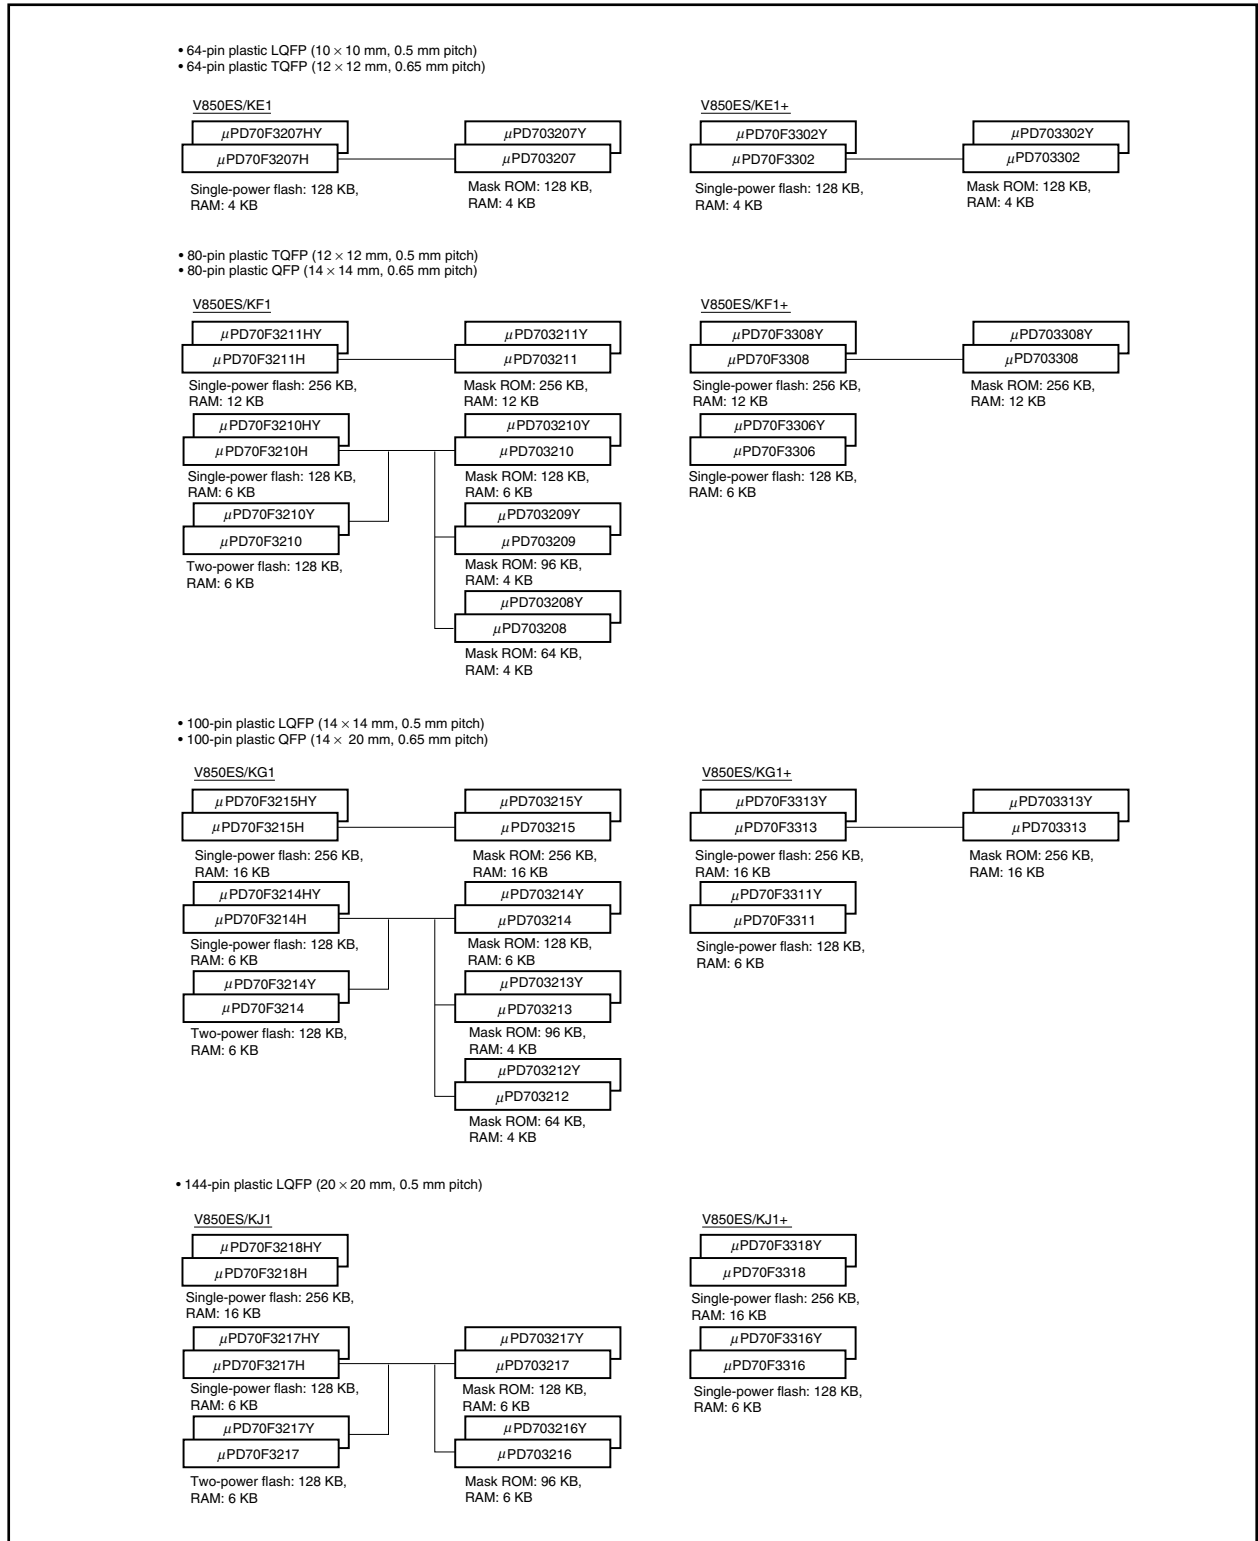 • 64-pin plastic LQFP (10 × 10 mm, 0.5 mm pitch)
• 64-pin plastic TQFP (12 × 12 mm, 0.65 mm pitch)
V850ES/KE1
μPD70F3207HY
μPD70F3207H
Single-power flash: 128 KB,
RAM: 4 KB
μPD703207Y
μPD703207
Mask ROM: 128 KB,
RAM: 4 KB
V850ES/KE1+
μPD70F3302Y
μPD70F3302
Single-power flash: 128 KB,
RAM: 4 KB
μPD703302Y
μPD703302
Mask ROM: 128 KB,
RAM: 4 KB
• 80-pin plastic TQFP (12 × 12 mm, 0.5 mm pitch)
• 80-pin plastic QFP (14 × 14 mm, 0.65 mm pitch)
V850ES/KF1
μPD70F3211HY
μPD70F3211H
Single-power flash: 256 KB,
RAM: 12 KB
μPD703211Y
μPD703211
Mask ROM: 256 KB,
RAM: 12 KB
μPD70F3210HY
μPD70F3210H
Single-power flash: 128 KB,
RAM: 6 KB
μPD703210Y
μPD703210
Mask ROM: 128 KB,
RAM: 6 KB
μPD70F3210Y
μPD70F3210
Two-power flash: 128 KB,
RAM: 6 KB
μPD703209Y
μPD703209
Mask ROM: 96 KB,
RAM: 4 KB
μPD703208Y
μPD703208
Mask ROM: 64 KB,
RAM: 4 KB
V850ES/KF1+
μPD70F3308Y
μPD70F3308
Single-power flash: 256 KB,
RAM: 12 KB
μPD703308Y
μPD703308
Mask ROM: 256 KB,
RAM: 12 KB
μPD70F3306Y
μPD70F3306
Single-power flash: 128 KB,
RAM: 6 KB
• 100-pin plastic LQFP (14 × 14 mm, 0.5 mm pitch)
• 100-pin plastic QFP (14 × 20 mm, 0.65 mm pitch)
V850ES/KG1
μPD70F3215HY
μPD70F3215H
Single-power flash: 256 KB,
RAM: 16 KB
μPD703215Y
μPD703215
Mask ROM: 256 KB,
RAM: 16 KB
μPD70F3214HY
μPD70F3214H
Single-power flash: 128 KB,
RAM: 6 KB
μPD703214Y
μPD703214
Mask ROM: 128 KB,
RAM: 6 KB
μPD70F3214Y
μPD70F3214
Two-power flash: 128 KB,
RAM: 6 KB
μPD703213Y
μPD703213
Mask ROM: 96 KB,
RAM: 4 KB
μPD703212Y
μPD703212
Mask ROM: 64 KB,
RAM: 4 KB
V850ES/KG1+
μPD70F3313Y
μPD70F3313
Single-power flash: 256 KB,
RAM: 16 KB
μPD703313Y
μPD703313
Mask ROM: 256 KB,
RAM: 16 KB
μPD70F3311Y
μPD70F3311
Single-power flash: 128 KB,
RAM: 6 KB
• 144-pin plastic LQFP (20 × 20 mm, 0.5 mm pitch)
V850ES/KJ1
μPD70F3218HY
μPD70F3218H
Single-power flash: 256 KB,
RAM: 16 KB
μPD70F3217HY
μPD70F3217H
Single-power flash: 128 KB,
RAM: 6 KB
μPD703217Y
μPD703217
Mask ROM: 128 KB,
RAM: 6 KB
μPD70F3217Y
μPD70F3217
Two-power flash: 128 KB,
RAM: 6 KB
μPD703216Y
μPD703216
Mask ROM: 96 KB,
RAM: 6 KB
V850ES/KJ1+
μPD70F3318Y
μPD70F3318
Single-power flash: 256 KB,
RAM: 16 KB
μPD70F3316Y
μPD70F3316
Single-power flash: 128 KB,
RAM: 6 KB